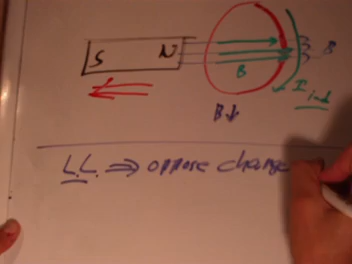 S N B
B I ind
B↓
L.L. ⇒ oppose change